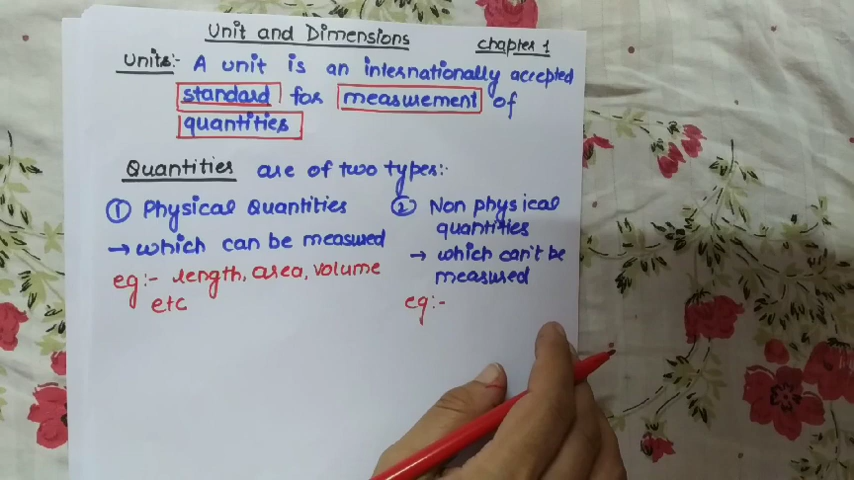 Unit and Dimensions
chapter 1
Units:- A unit is an internationally accepted
standard for measurement of
quantities
Quantities are of two types:-
① Physical Quantities
→ which can be measured
eg:- length, area, volume
etc
② Non physical
quantities
→ which can't be
measured
eg:-